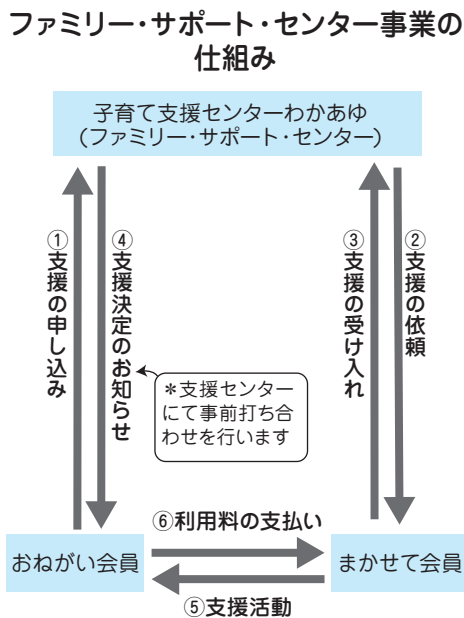 ファミリー・サポート・センター事業の
仕組み
子育て支援センターわかあゆ
(ファミリー・サポート・センター)
①支援の申し込み
④支援決定のお知らせ
③支援の受け入れ
②支援の依頼
＊支援センター
にて事前打ち合
わせを行います
⑥利用料の支払い
おねがい会員
まかせて会員
⑤支援活動